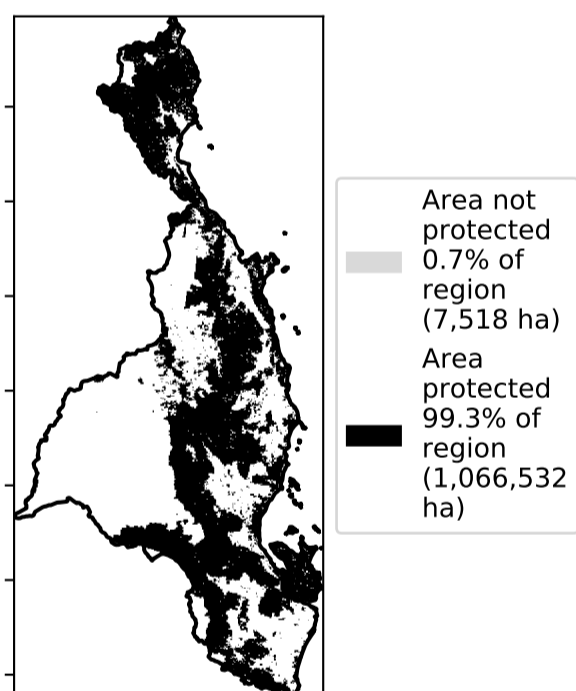 Area not
protected
0.7% of
region
(7,518 ha)
Area
protected
99.3% of
region
(1,066,532
ha)